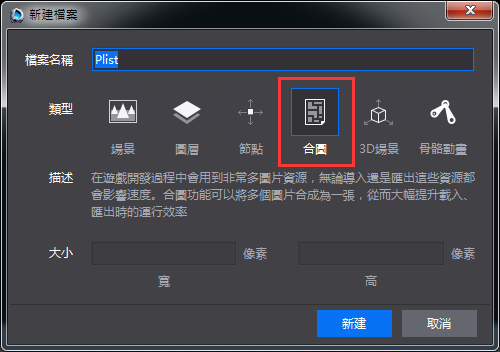 新建檔案
檔案名稱
Plist
類型
場景 圖層 節點 合圖 3D場景 骨骼動畫
描述
在遊戲開發過程中會用到非常多圖片資源，無論導入還是匯出這些資源都
會影響速度。合圖功能可以將多個圖片合成為一張，從而大幅提升載入、
匯出時的運行效率
大小
像素 像素
寬 高
新建 取消